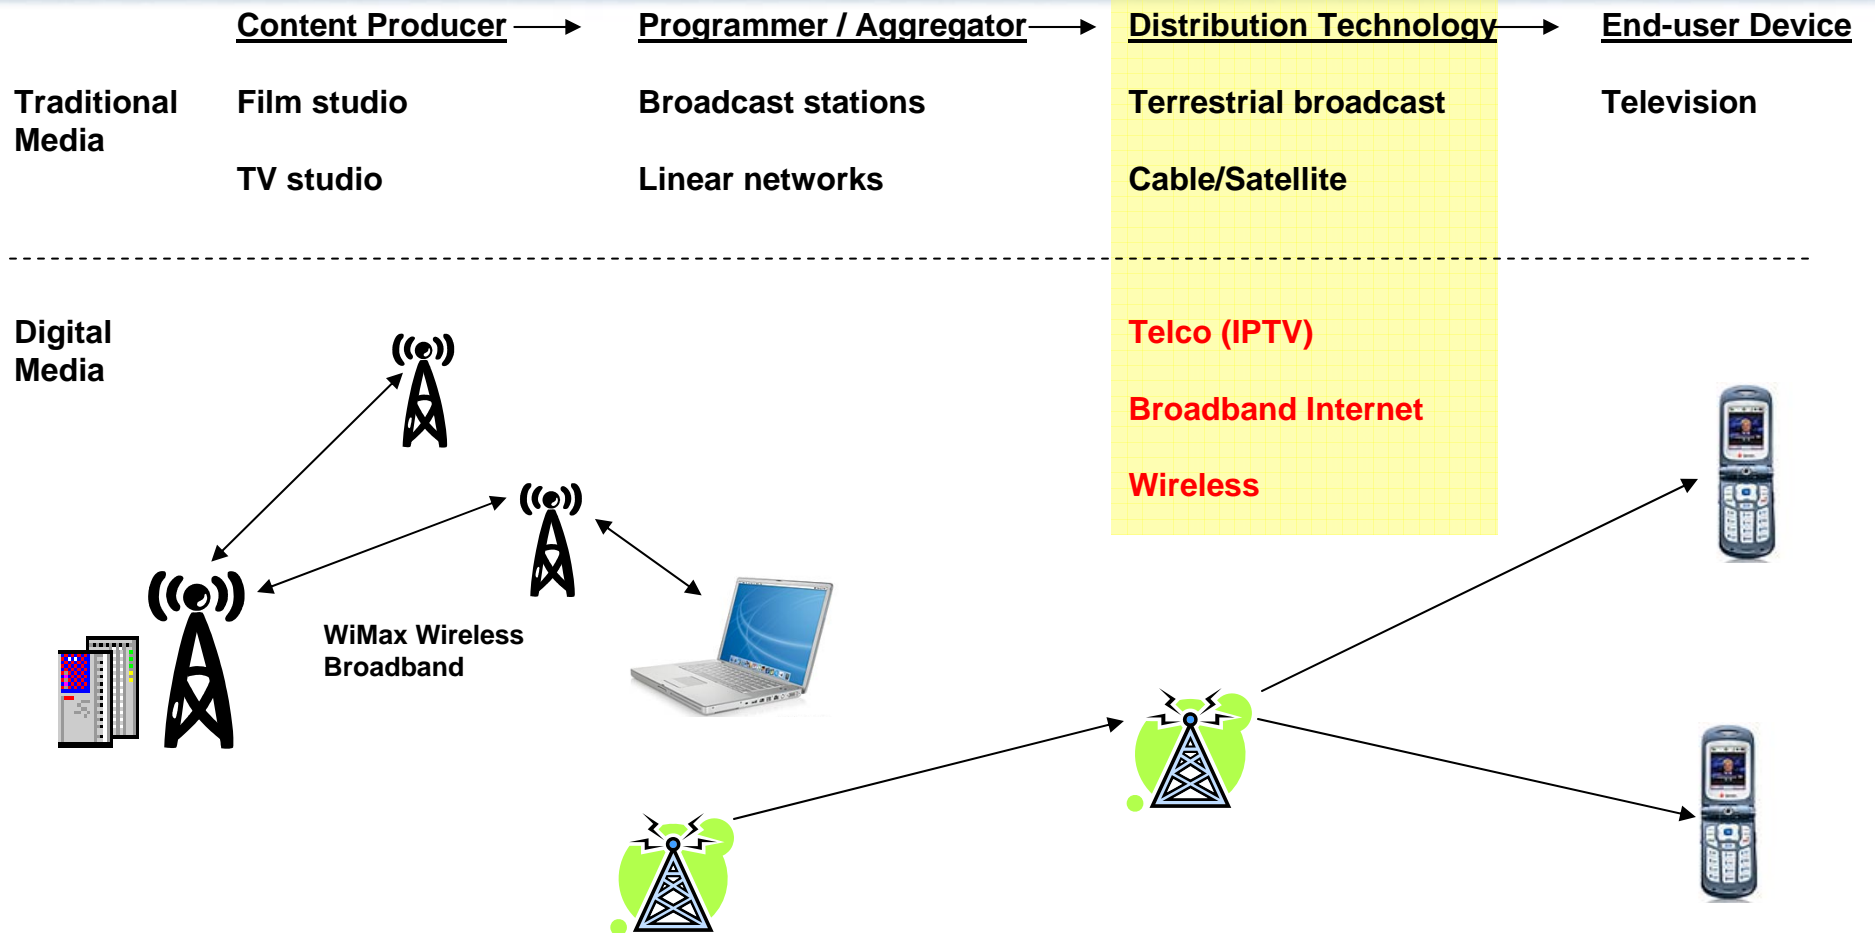 Content Producer
Programmer / Aggregator
Distribution Technology
End-user Device
Traditional
Media
Film studio
Broadcast stations
Terrestrial broadcast
Television
TV studio
Linear networks
Cable/Satellite
Digital
Media
Telco (IPTV)
Broadband Internet
Wireless
WiMax Wireless
Broadband